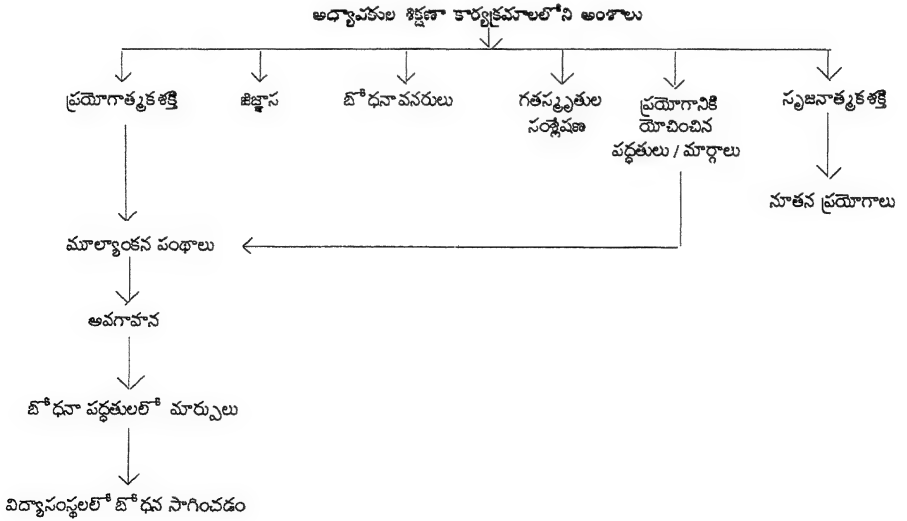 అధ్యాపకుల శిక్షణా కార్యక్రమాలలోని అంశాలు
ప్రయోగాత్మకశక్తి
జిజ్ఞాస
బోధనావనరులు
గతస్మృతుల
సంశ్లేషణ
ప్రయోగానికి
యోచించిన
పద్ధతులు / మార్గాలు
సృజనాత్మకశక్తి
నూతన ప్రయోగాలు
మూల్యాంకన పంథాలు
అవగాహన
బోధనా పద్ధతులలో మార్పులు
విద్యాసంస్థలలో బోధన సాగించడం